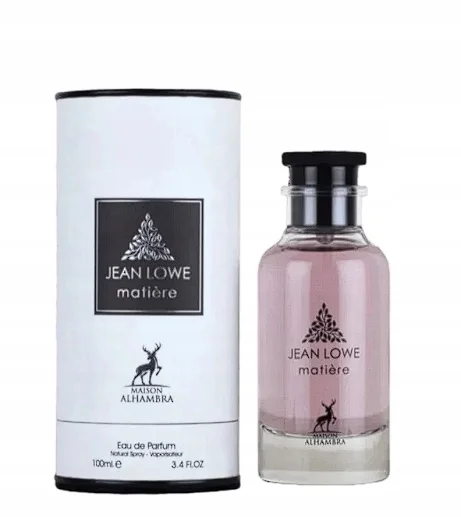 JEAN LOWE
matière
MAISON
ALHAMBRA
Eau de Parfum
Natural Spray - Vaporisateur
100ml.℮ 3.4 FL.OZ
JEAN LOWE
matière
MAISON
ALHAMBRA